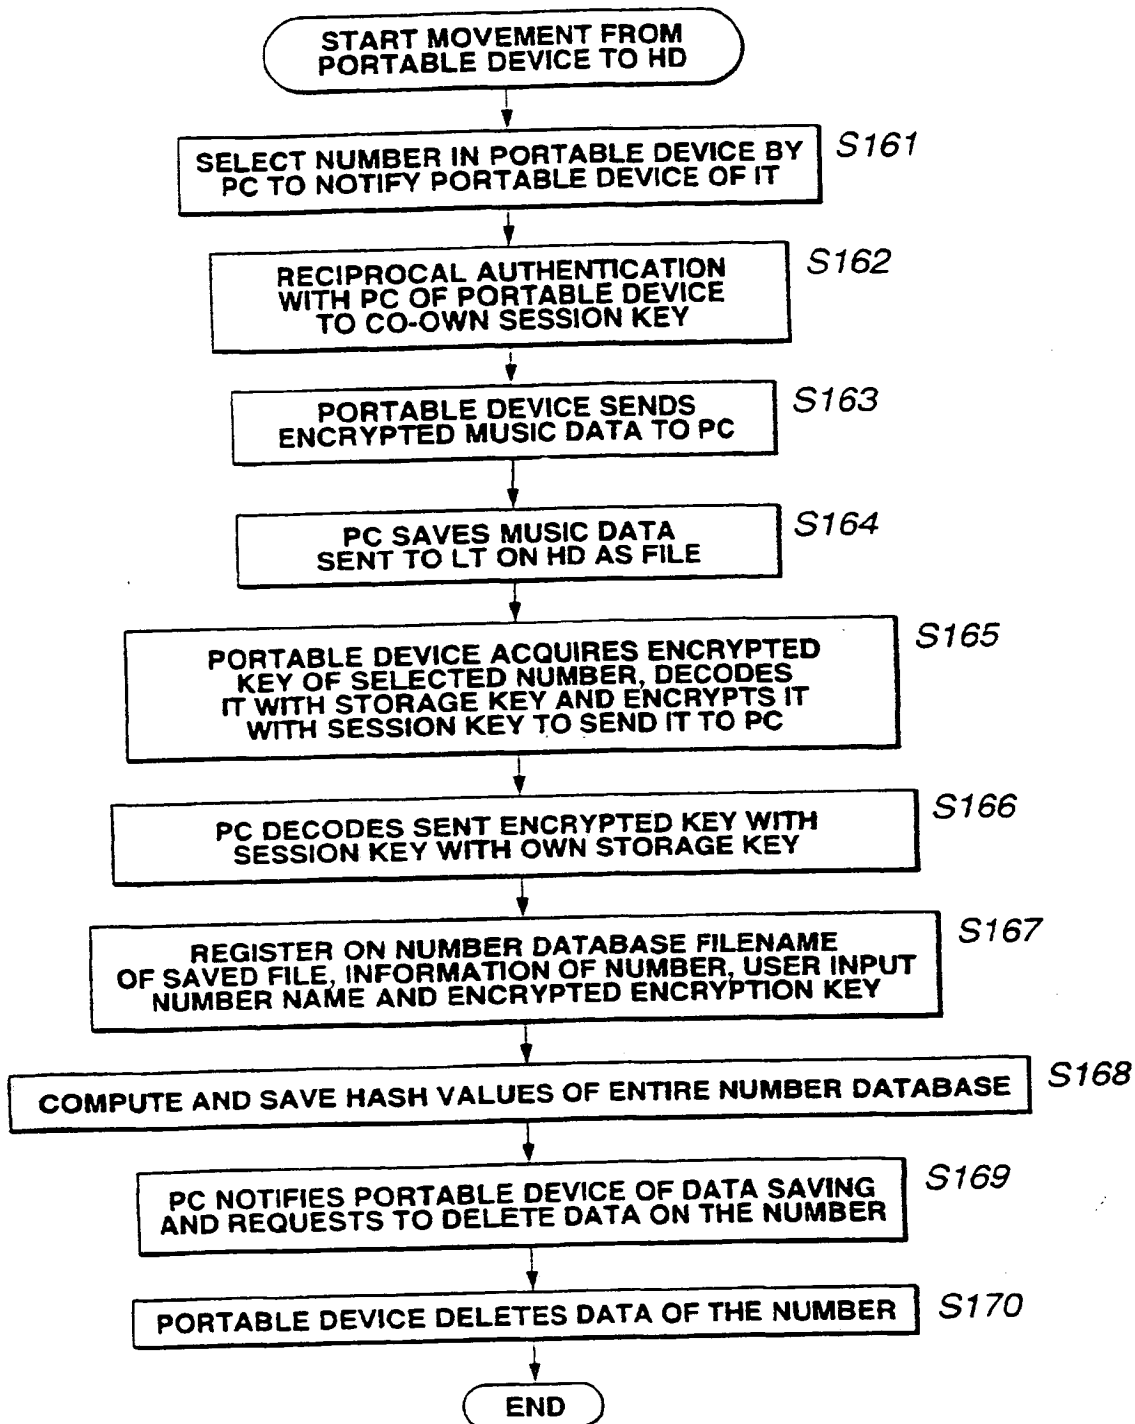 START MOVEMENT FROM
PORTABLE DEVICE TO HD
SELECT NUMBER IN PORTABLE DEVICE BY
PC TO NOTIFY PORTABLE DEVICE OF IT
S161
RECIPROCAL AUTHENTICATION
WITH PC OF PORTABLE DEVICE
TO CO-OWN SESSION KEY
S162
PORTABLE DEVICE SENDS
ENCRYPTED MUSIC DATA TO PC
S163
PC SAVES MUSIC DATA
SENT TO LT ON HD AS FILE
S164
PORTABLE DEVICE ACQUIRES ENCRYPTED
KEY OF SELECTED NUMBER, DECODES
IT WITH STORAGE KEY AND ENCRYPTS IT
WITH SESSION KEY TO SEND IT TO PC
S165
PC DECODES SENT ENCRYPTED KEY WITH
SESSION KEY WITH OWN STORAGE KEY
S166
REGISTER ON NUMBER DATABASE FILENAME
OF SAVED FILE, INFORMATION OF NUMBER, USER INPUT
NUMBER NAME AND ENCRYPTED ENCRYPTION KEY
S167
COMPUTE AND SAVE HASH VALUES OF ENTIRE NUMBER DATABASE
S168
PC NOTIFIES PORTABLE DEVICE OF DATA SAVING
AND REQUESTS TO DELETE DATA ON THE NUMBER
S169
PORTABLE DEVICE DELETES DATA OF THE NUMBER
S170
END